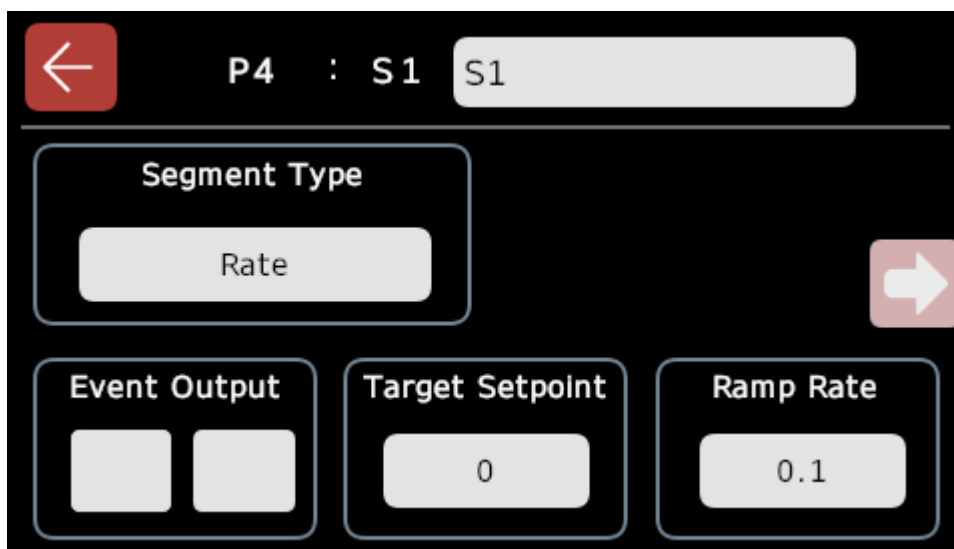 P4 : S1 S1
Segment Type
Rate
Event Output Target Setpoint Ramp Rate
0 0.1